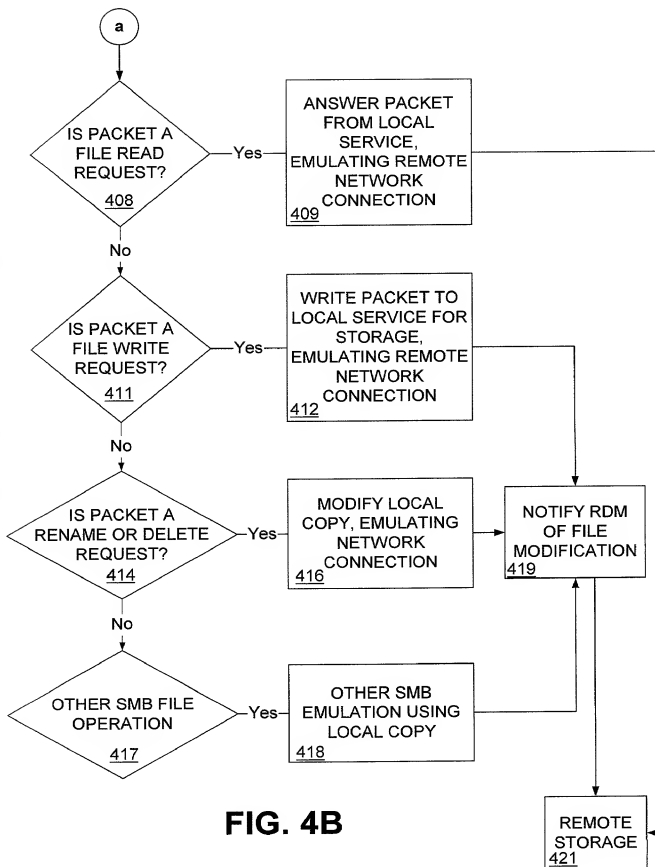 a
IS PACKET A
FILE READ
REQUEST?
408
Yes
ANSWER PACKET
FROM LOCAL
SERVICE,
EMULATING REMOTE
NETWORK
CONNECTION
409
No
IS PACKET A
FILE WRITE
REQUEST?
411
Yes
WRITE PACKET TO
LOCAL SERVICE FOR
STORAGE,
EMULATING REMOTE
NETWORK
CONNECTION
412
No
IS PACKET A
RENAME OR DELETE
REQUEST?
414
Yes
MODIFY LOCAL
COPY, EMULATING
NETWORK
CONNECTION
416
NOTIFY RDM
OF FILE
MODIFICATION
419
No
OTHER SMB FILE
OPERATION
417
Yes
OTHER SMB
EMULATION USING
LOCAL COPY
418
FIG. 4B
REMOTE
STORAGE
421